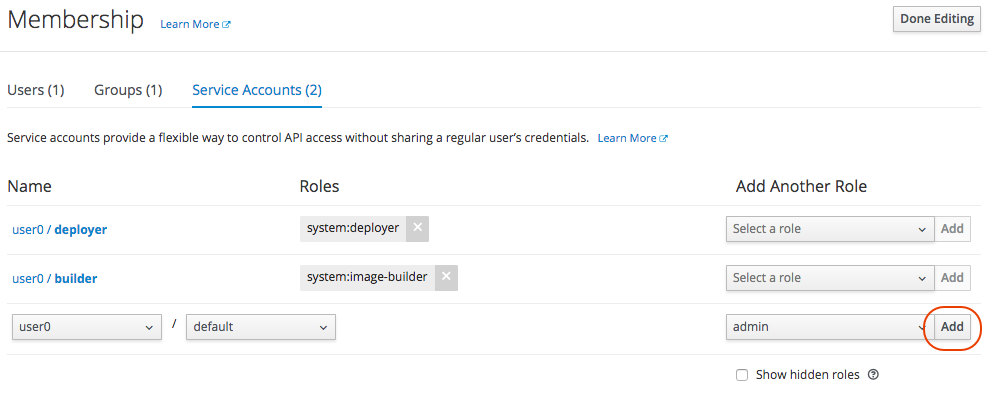 Membership Learn More Done Editing
Users (1) Groups (1) Service Accounts (2)
Service accounts provide a flexible way to control API access without sharing a regular user's credentials. Learn More
Name Roles Add Another Role
user0 / deployer system:deployer × Select a role Add
user0 / builder system:image-builder × Select a role Add
user0 / default admin Add
Show hidden roles ?